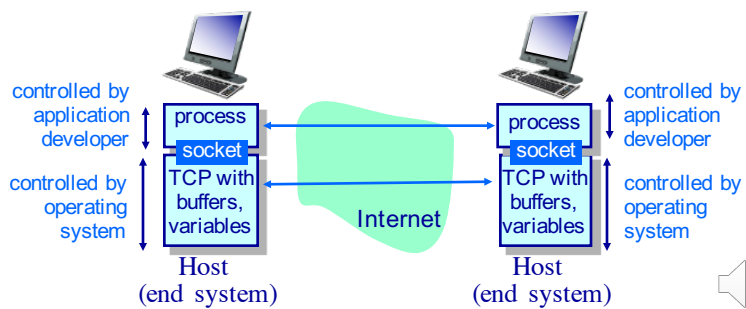 controlled by
application
developer
process
socket
controlled by
operating
system
TCP with
buffers,
variables
Host
(end system)
Internet
process
socket
controlled by
application
developer
TCP with
buffers,
variables
controlled by
operating
system
Host
(end system)